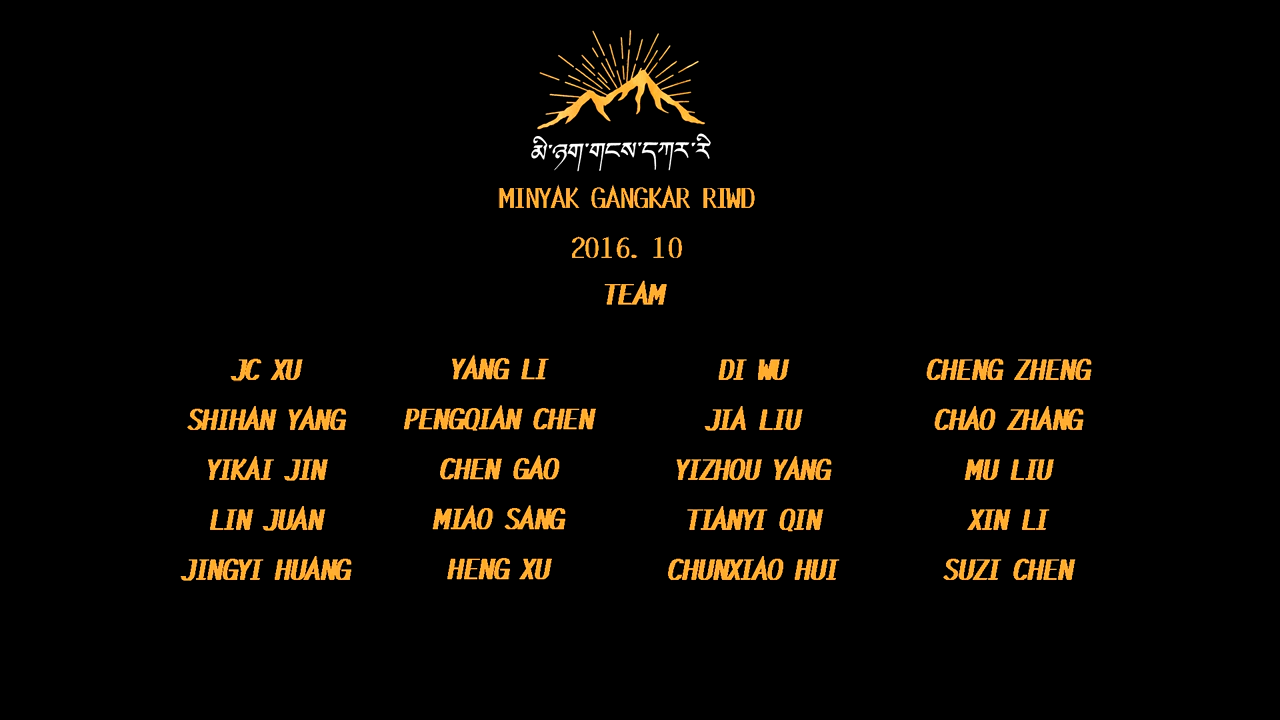 མི་ཉག་གངས་དཀར་རི
MINYAK GANGKAR RIWD
2016. 10
TEAM
JC XU YANG LI DI WU CHENG ZHENG
SHIHAN YANG PENGQIAN CHEN JIA LIU CHAO ZHANG
YIKAI JIN CHEN GAO YIZHOU YANG MU LIU
LIN JUAN MIAO SANG TIANYI QIN XIN LI
JINGYI HUANG HENG XU CHUNXIAO HUI SUZI CHEN